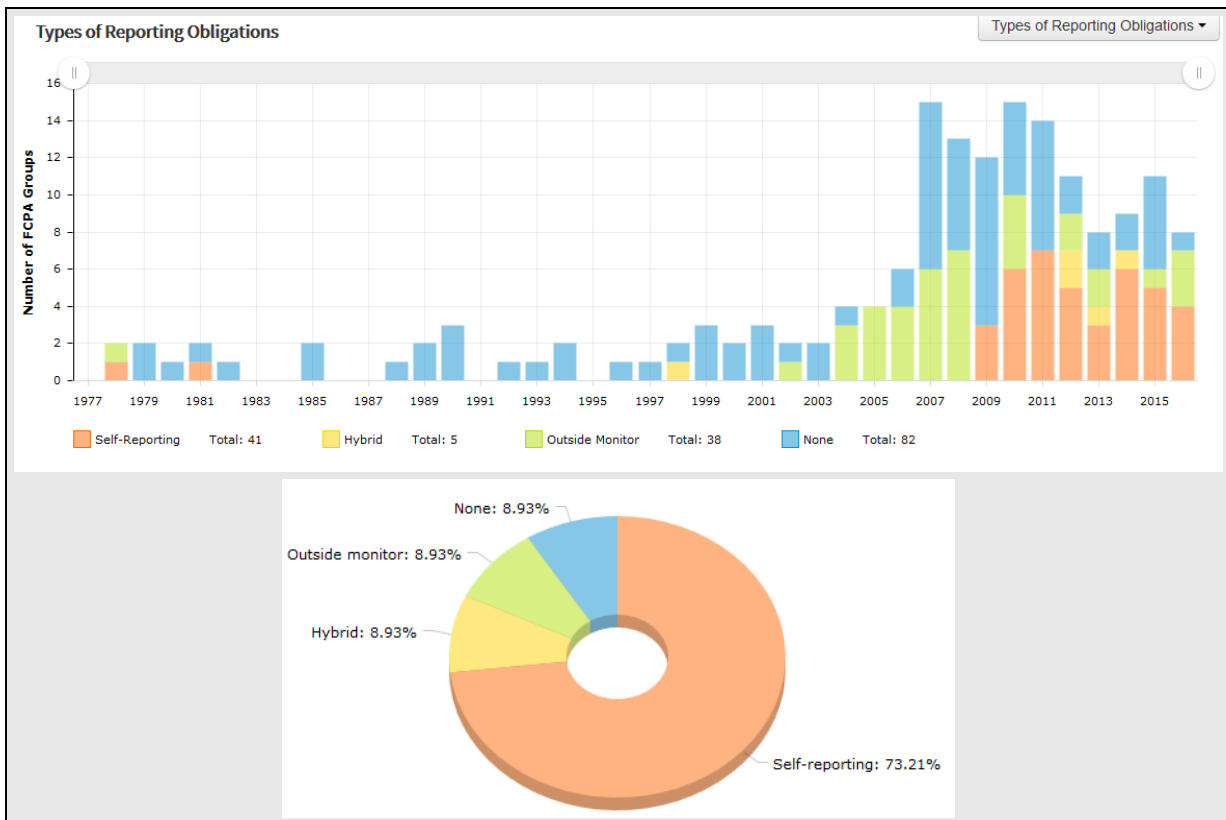 Types of Reporting Obligations
Types of Reporting Obligations
Number of FCPA Groups
16
14
12
10
8
6
4
2
0
1977 1979 1981 1983 1985 1987 1989 1991 1993 1995 1997 1999 2001 2003 2005 2007 2009 2011 2013 2015
Self-Reporting Total: 41 Hybrid Total: 5 Outside Monitor Total: 38 None Total: 82
None: 8.93%
Outside monitor: 8.93%
Hybrid: 8.93%
Self-reporting: 73.21%